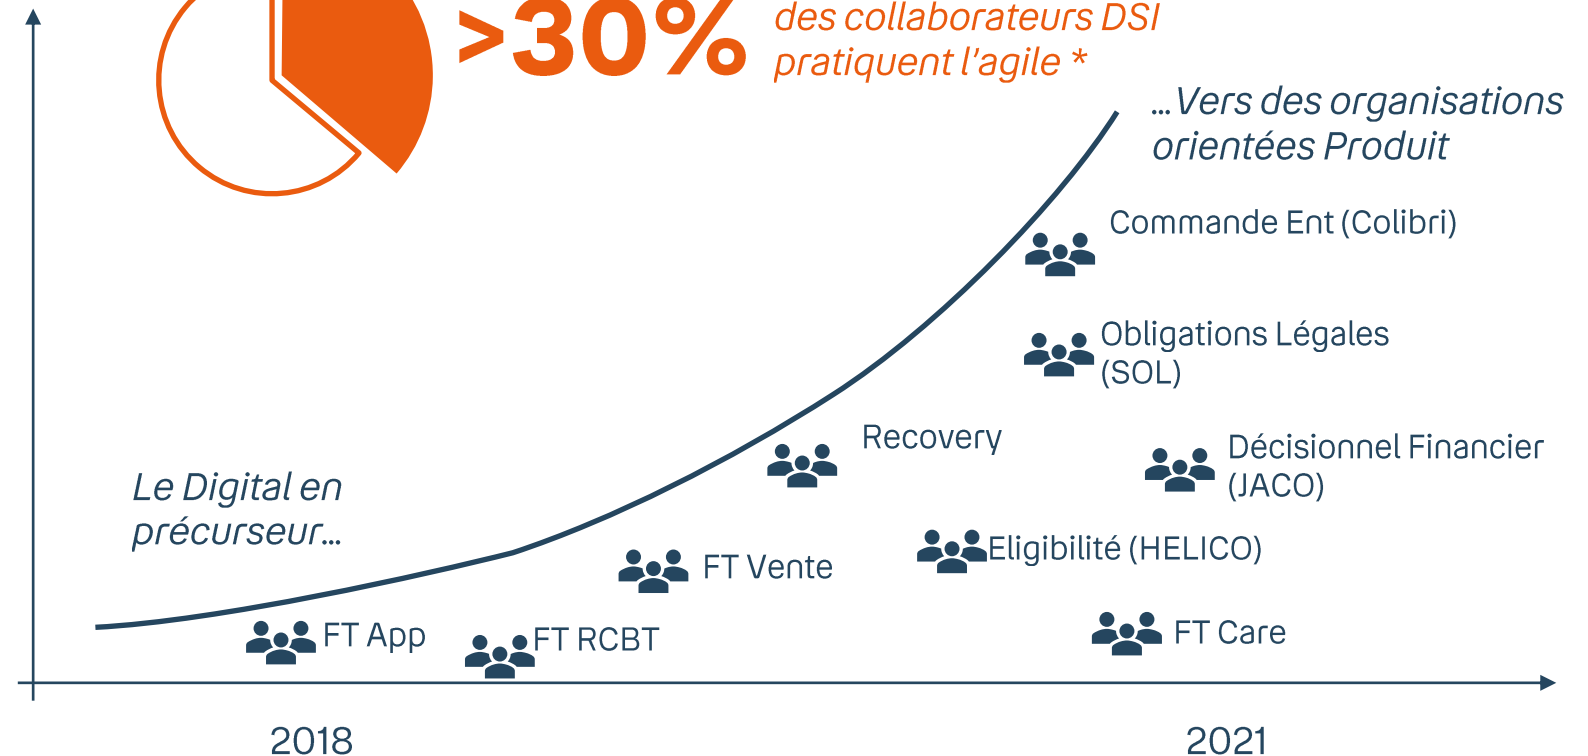 >30%
des collaborateurs DSI
pratiquent l'agile *
...Vers des organisations
orientées Produit
Commande Ent (Colibri)
Obligations Légales
(SOL)
Recovery
Décisionnel Financier
(JACO)
Le Digital en
précurseur...
Eligibilité (HELICO)
FT Vente
FT App
FT RCBT
FT Care
2018
2021